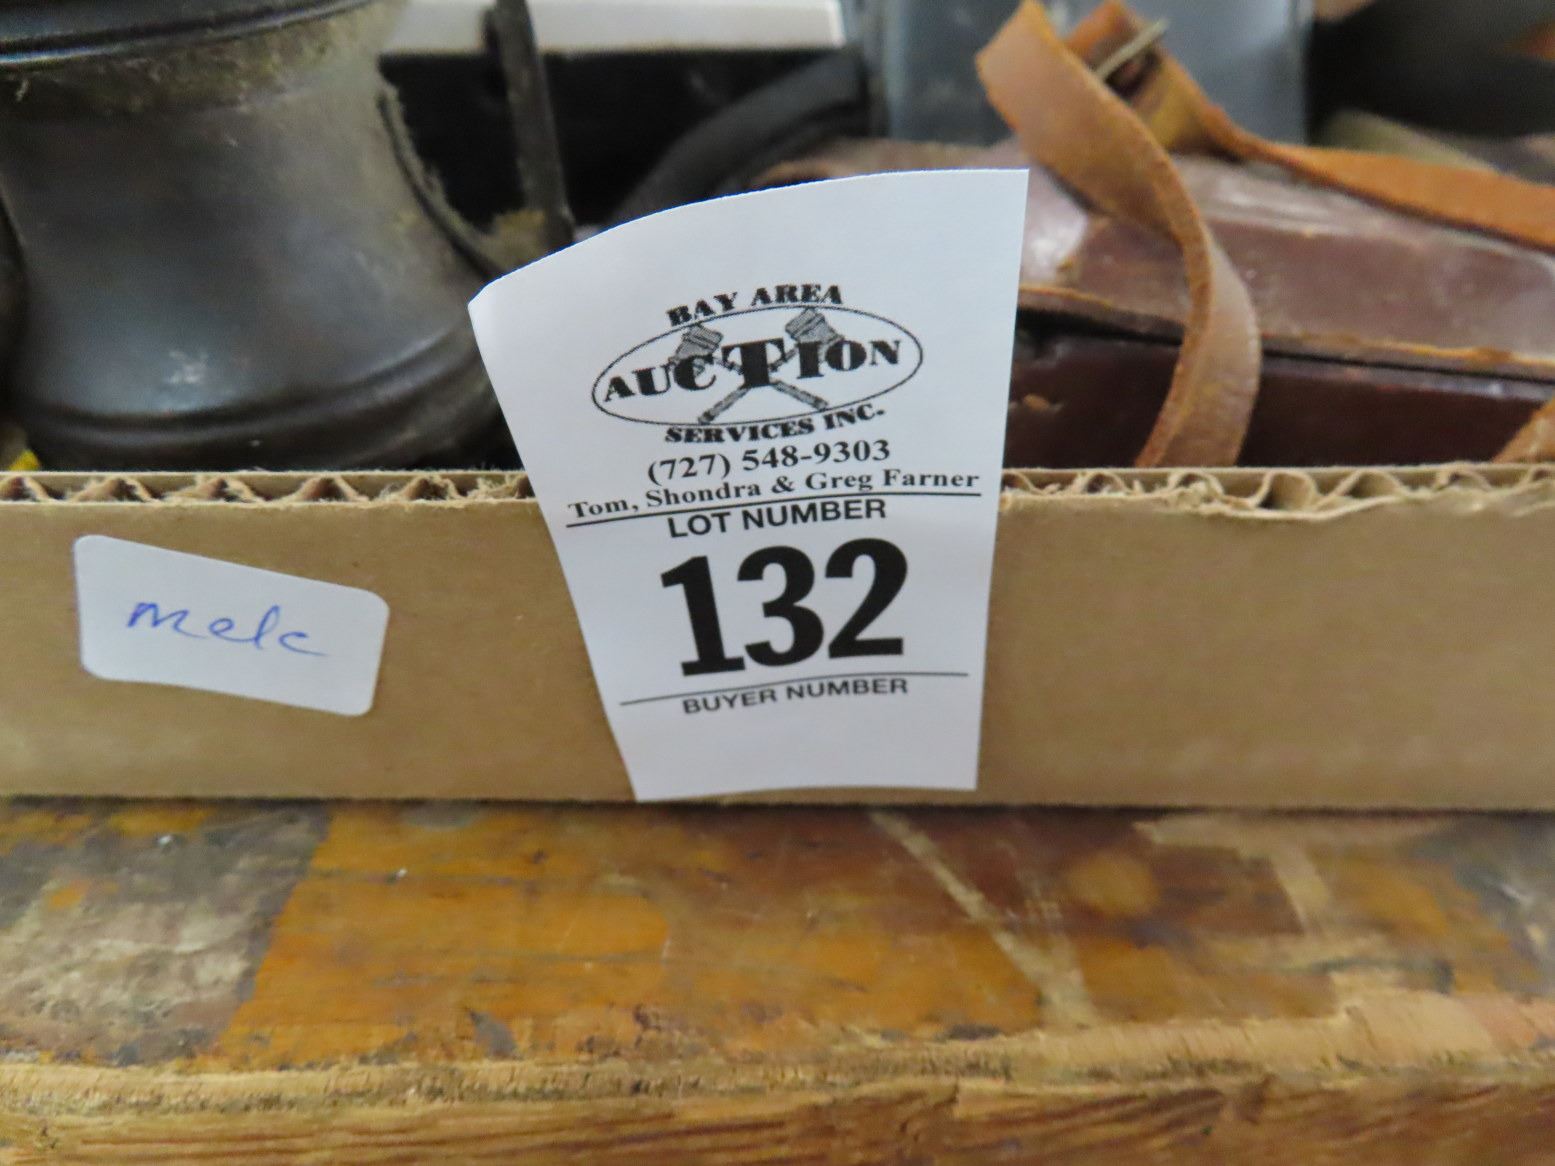 BAY AREA
AUCTION
SERVICES INC.
(727) 548-9303
Tom, Shondra & Greg Farner
LOT NUMBER
132
BUYER NUMBER
melc